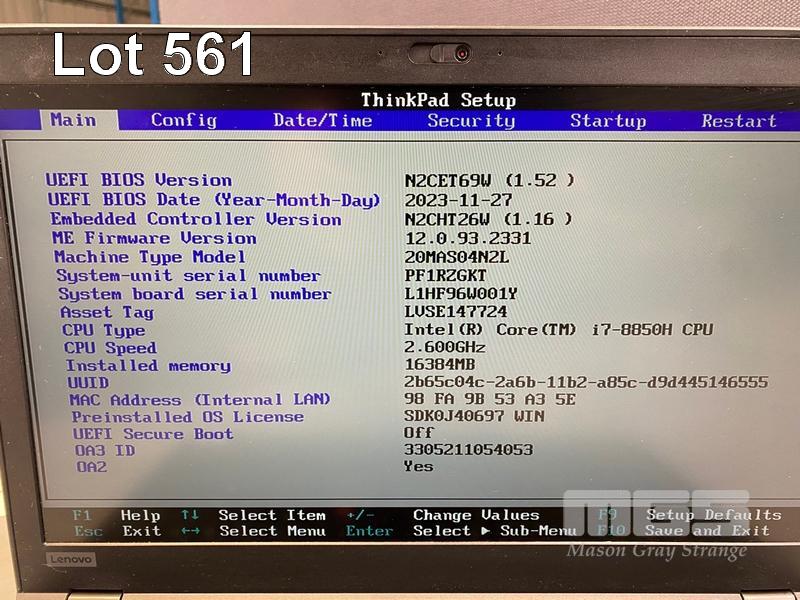 Lot 561
ThinkPad Setup
Main Config Date/Time Security Startup Restart
UEFI BIOS Version N2CET69W (1.52 )
UEFI BIOS Date (Year-Month-Day) 2023-11-27
Embedded Controller Version N2CHT26W (1.16 )
ME Firmware Version 12.0.93.2331
Machine Type Model 20MAS04N2L
System-unit serial number PF1RZGKT
System board serial number L1HF96W001Y
Asset Tag LVSE147724
CPU Type Intel(R) Core(TM) i7-8850H CPU
CPU Speed 2.600GHz
Installed memory 16384MB
UUID 2b65c04c-2a6b-11b2-a85c-d9d445146555
MAC Address (Internal LAN) 98 FA 9B 53 A3 5E
Preinstalled OS License SDK0J40697 WIN
UEFI Secure Boot Off
OA3 ID 3305211054053
OA2 Yes
F1 Help ↑↓ Select Item +/- Change Values F9 Setup Defaults
Esc Exit ←→ Select Menu Enter Select ▶ Sub-Menu F10 Save and Exit
MGS
Mason Gray Strange
Lenovo